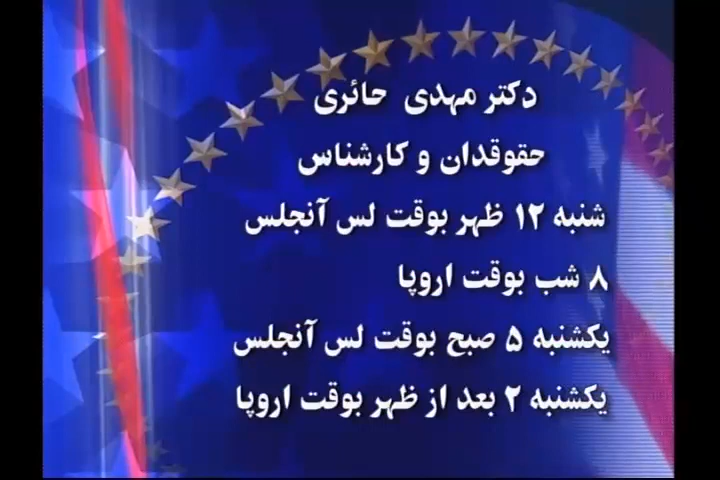 دکتر مهدی حائری
حقوقدان و کارشناس
شنبه ۱۲ ظهر بوقت لس آنجلس
۸ شب بوقت اروپا
یکشنبه ۵ صبح بوقت لس آنجلس
یکشنبه ۲ بعد از ظهر بوقت اروپا